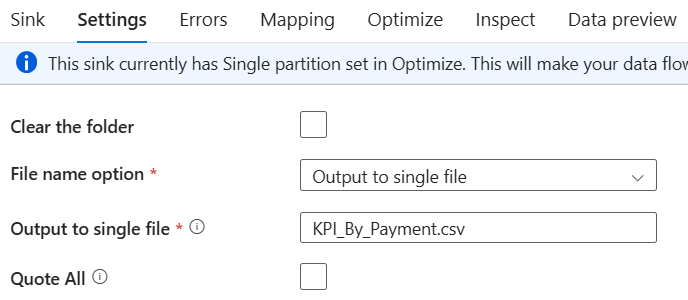 Sink Settings Errors Mapping Optimize Inspect Data preview
This sink currently has Single partition set in Optimize. This will make your data flow
Clear the folder
File name option * Output to single file
Output to single file * KPI_By_Payment.csv
Quote All